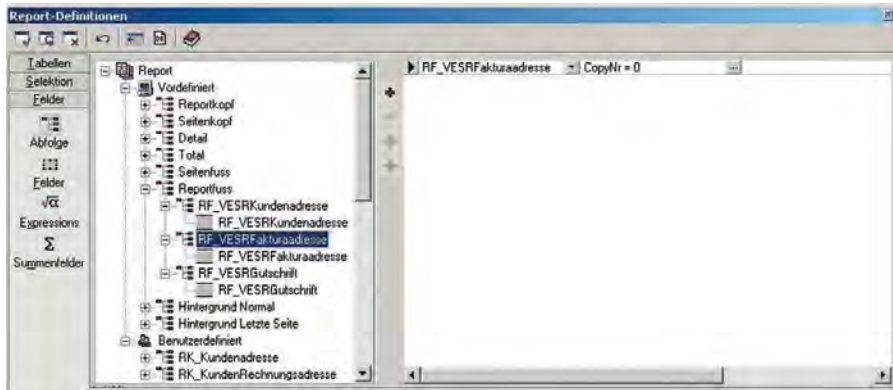 Report-Definitionen
Tabellen
Selektion
Felder
Abfolge
Felder
√α
Expressions
Σ
Summenfelder
Report
Vordefiniert
Reportkopf
Seitenkopf
Detail
Total
Seitenfuss
Reportfuss
RF_VESRKundenadresse
RF_VESRKundenadresse
RF_VESRFakturaadresse
RF_VESRFakturaadresse
RF_VESRGutschrift
RF_VESRGutschrift
Hintergrund Normal
Hintergrund Letzte Seite
Benutzerdefiniert
RK_Kundenadresse
RK_KundenRechnungsadresse
RF_VESRFakturaadresse CopyNr = 0 ...